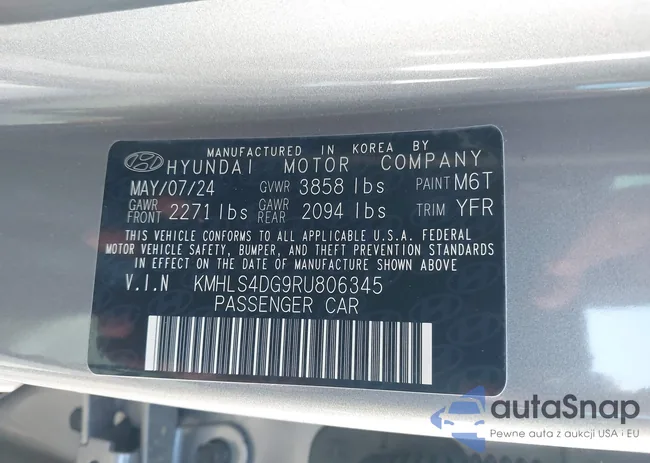 MANUFACTURED IN KOREA BY
HYUNDAI MOTOR COMPANY
MAY/07/24 GVWR 3858 lbs PAINT M6T
GAWR FRONT 2271 lbs GAWR REAR 2094 lbs TRIM YFR
THIS VEHICLE CONFORMS TO ALL APPLICABLE U.S.A. FEDERAL
MOTOR VEHICLE SAFETY, BUMPER, AND THEFT PREVENTION STANDARDS
IN EFFECT ON THE DATE OF MANUFACTURE SHOWN ABOVE
V.I.N KMHLS4DG9RU806345
PASSENGER CAR
autaSnap
Pewne auta z aukcji USA i EU